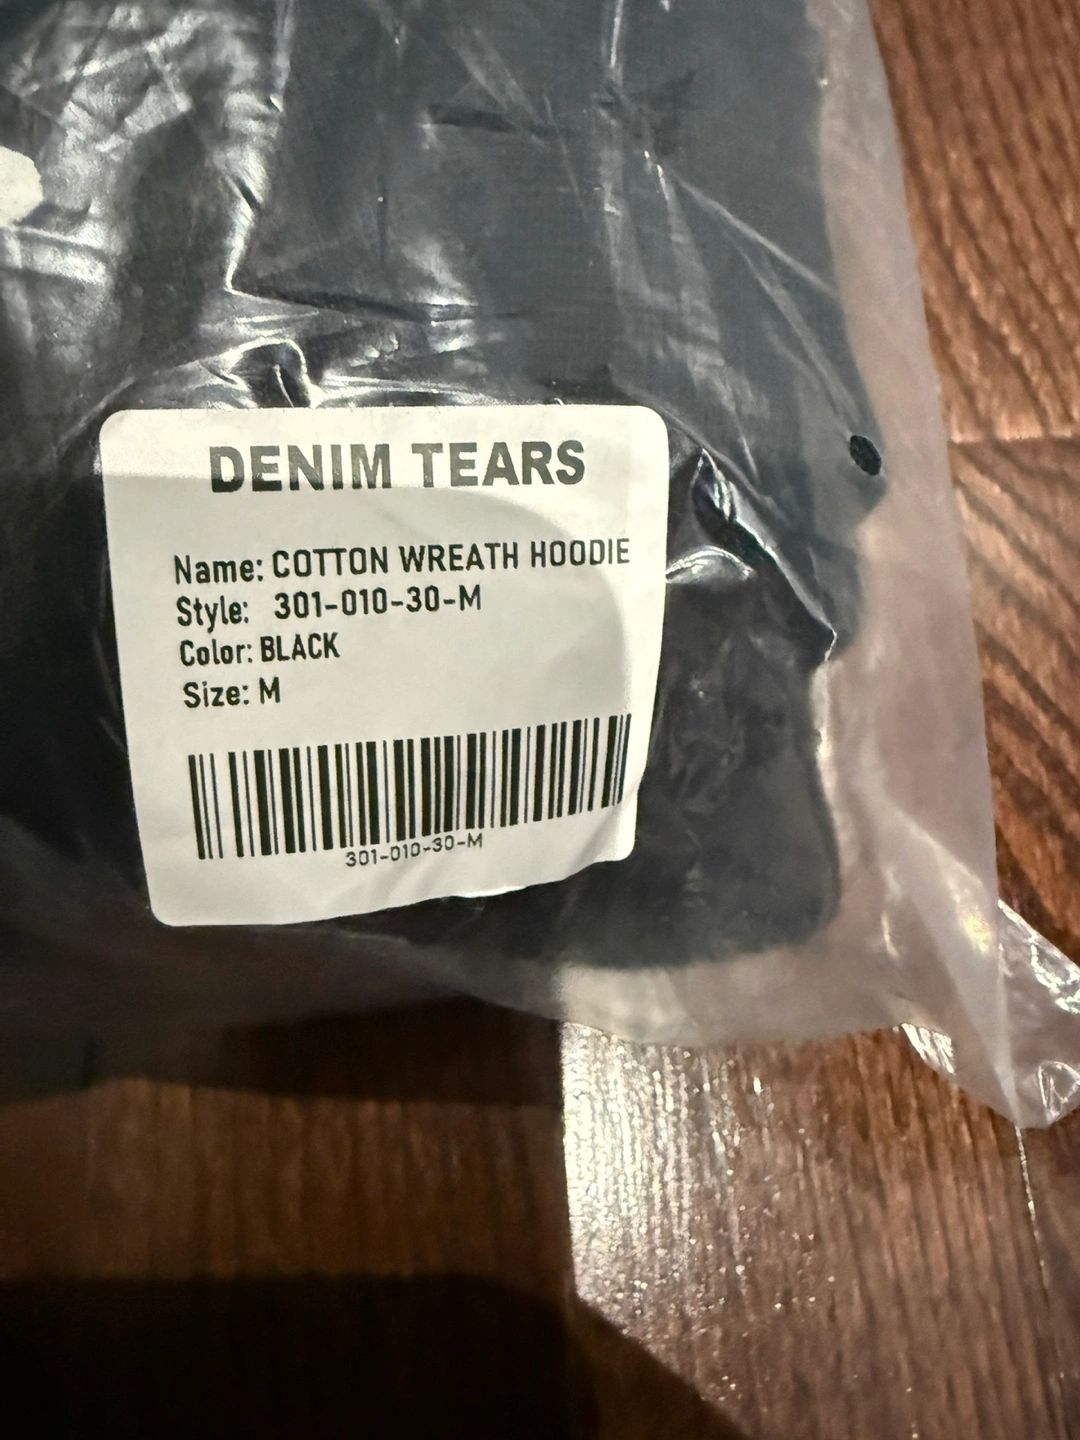 DENIM TEARS
Name: COTTON WREATH HOODIE
Style: 301-010-30-M
Color: BLACK
Size: M
301-010-30-M